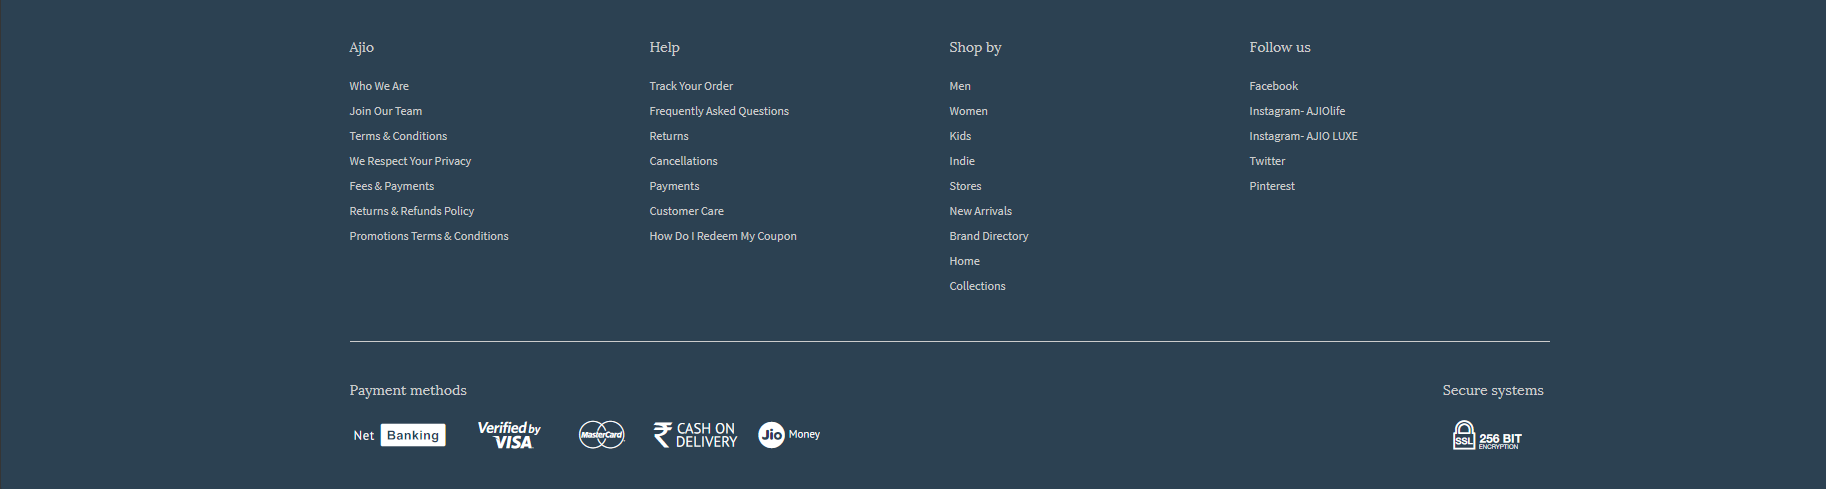 Ajio
Who We Are
Join Our Team
Terms & Conditions
We Respect Your Privacy
Fees & Payments
Returns & Refunds Policy
Promotions Terms & Conditions
Help
Track Your Order
Frequently Asked Questions
Returns
Cancellations
Payments
Customer Care
How Do I Redeem My Coupon
Shop by
Men
Women
Kids
Indie
Stores
New Arrivals
Brand Directory
Home
Collections
Follow us
Facebook
Instagram- AJIOlife
Instagram- AJIO LUXE
Twitter
Pinterest
Payment methods
Net Banking
Verified by
VISA
MasterCard
₹ CASH ON
DELIVERY
Jio Money
Secure systems
SSL 256 BIT
ENCRYPTION